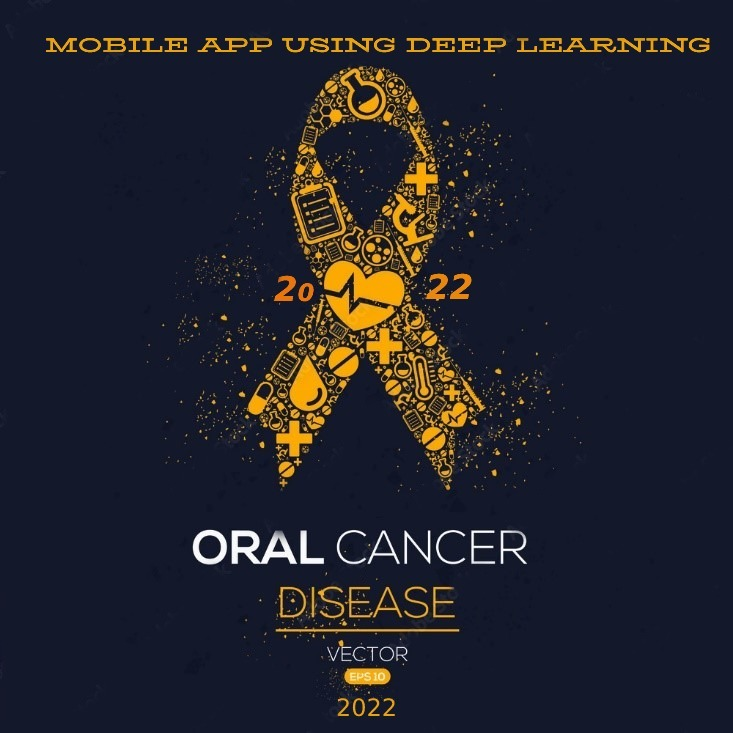 MOBILE APP USING DEEP LEARNING
20 22
ORAL CANCER
DISEASE
VECTOR
EPS 10
2022